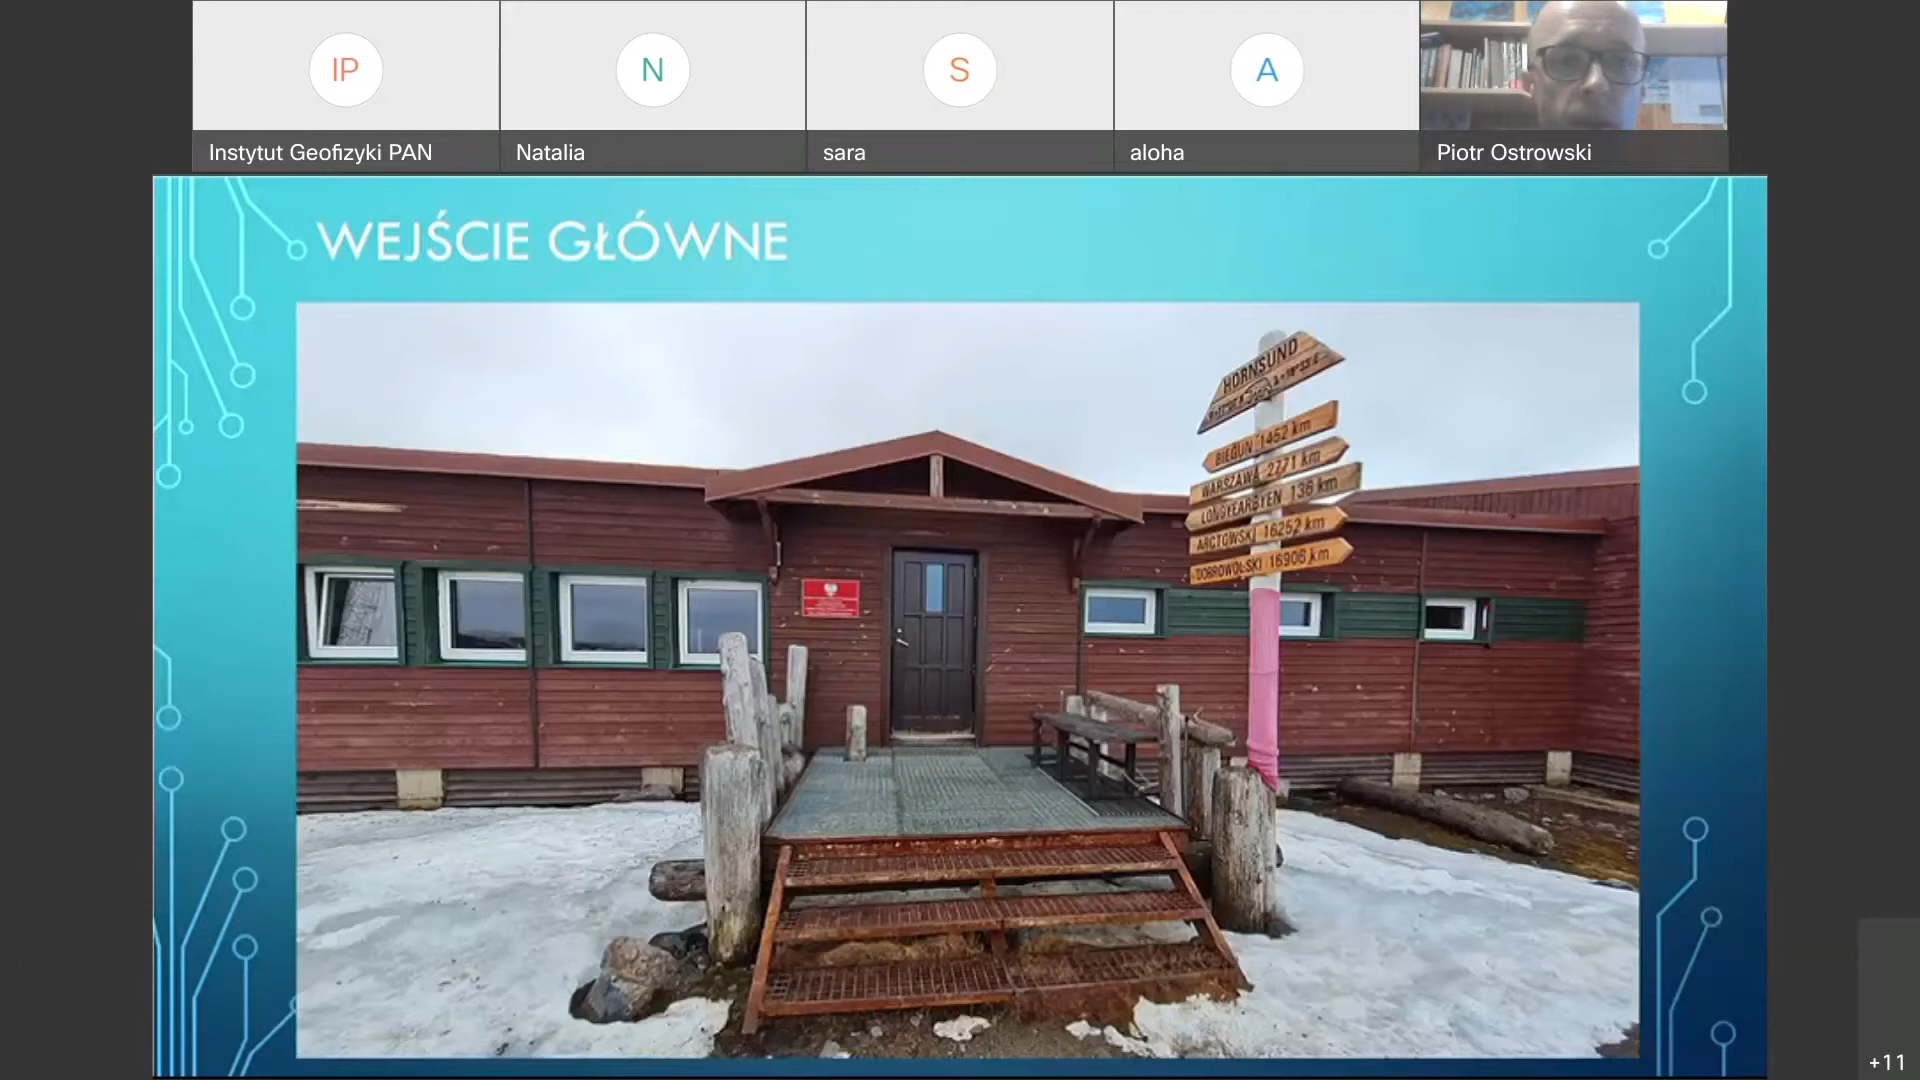 IP
N
S
A
Instytut Geofizyki PAN
Natalia
sara
aloha
Piotr Ostrowski
WEJŚCIE GŁÓWNE
HORNSUND
BIEGUN 1452 km
WARSZAWA 2771 km
LONGYEARBYEN 136 km
ARCTOWSKI 16252 km
DOBROWOLSKI 16906 km
+11